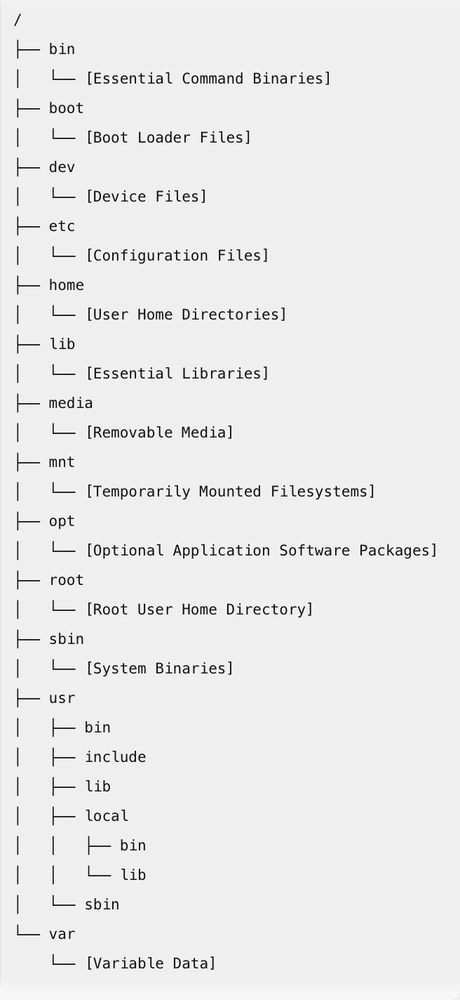 /
├── bin
│   └── [Essential Command Binaries]
├── boot
│   └── [Boot Loader Files]
├── dev
│   └── [Device Files]
├── etc
│   └── [Configuration Files]
├── home
│   └── [User Home Directories]
├── lib
│   └── [Essential Libraries]
├── media
│   └── [Removable Media]
├── mnt
│   └── [Temporarily Mounted Filesystems]
├── opt
│   └── [Optional Application Software Packages]
├── root
│   └── [Root User Home Directory]
├── sbin
│   └── [System Binaries]
├── usr
│   ├── bin
│   ├── include
│   ├── lib
│   ├── local
│   │   ├── bin
│   │   └── lib
│   └── sbin
└── var
    └── [Variable Data]